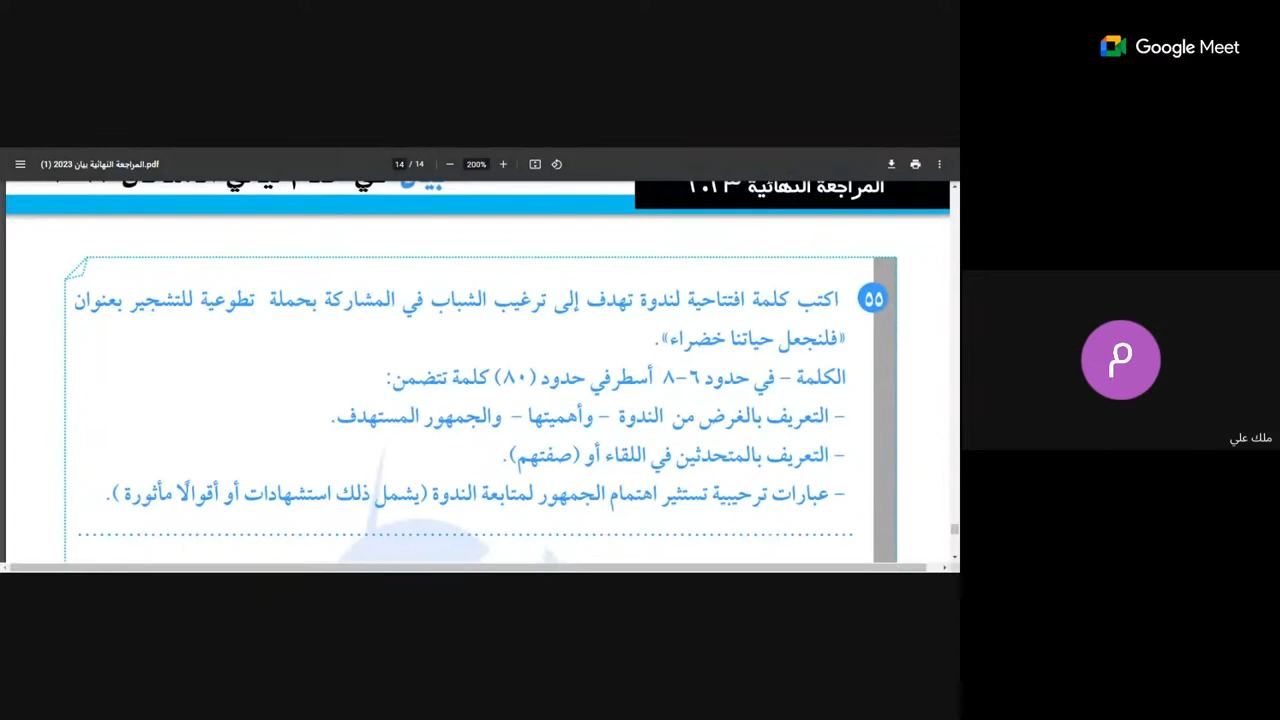 Google Meet
المراجعة النهائية بيان 2023 (1).pdf
14 / 14
200%
المراجعة النهائية ٢٠٢٣
٥٥ اكتب كلمة افتتاحية لندوة تهدف إلى ترغيب الشباب في المشاركة بحملة تطوعية للتشجير بعنوان
«فلنجعل حياتنا خضراء».
الكلمة – في حدود ٦-٨ أسطر في حدود (٨٠) كلمة تتضمن:
– التعريف بالغرض من الندوة – وأهميتها – والجمهور المستهدف.
– التعريف بالمتحدثين في اللقاء أو (صفتهم).
– عبارات ترحيبية تستثير اهتمام الجمهور لمتابعة الندوة (يشمل ذلك استشهادات أو أقوالًا مأثورة ).
م
ملك علي